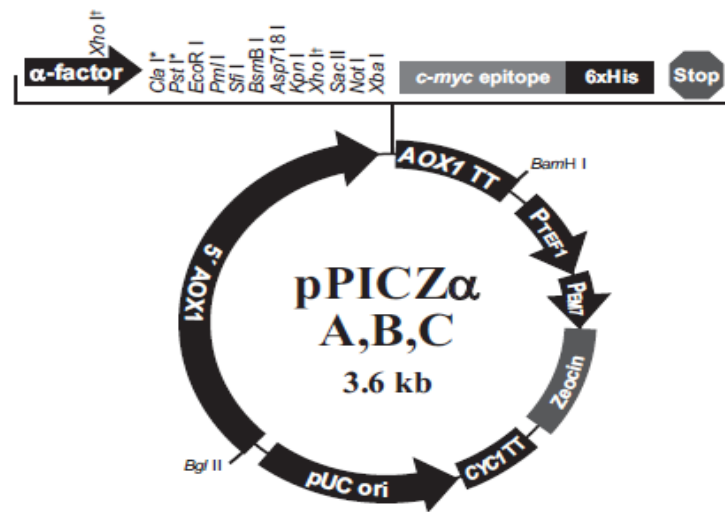 Xho I†
α-factor
Cla I*
Pst I*
EcoR I
Pml I
Sfi I
BsmB I
Asp718 I
Kpn I
Xho I†
Sac II
Not I
Xba I
c-myc epitope
6xHis
Stop
AOX1 TT
BamH I
PTEF1
PEM7
Zeocin
CYC1 TT
pUC ori
Bgl II
5´ AOX1
pPICZα
A,B,C
3.6 kb